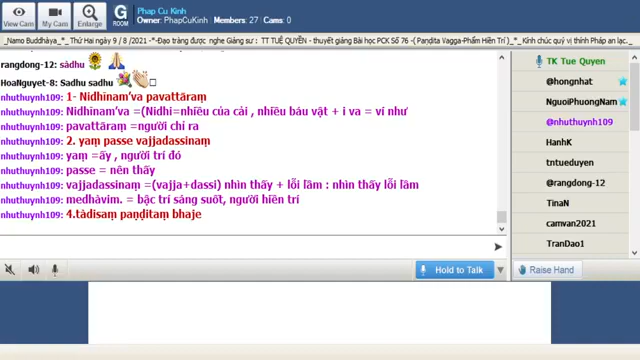 View Cam
My Cam
Enlarge
G
ROOM
Phap Cu Kinh
Owner: PhapCuKinh Members: 27 Cams: 0
_Namo Buddhàya_*_ Thứ Hai ngày 9 / 8 /2021 -*-Đạo tràng được nghe Giảng sư : TT TUỆ QUYỀN - thuyết giảng Bài học PCK Số 76 -( Paṇḍita Vagga-Phẩm Hiền Trí )_*_ Kính chúc quý vị thính Pháp an lạc.
rangdong-12: sàdhu
HoaNguyet-8: Sadhu sadhu
nhuthuynh109: 1- Nidhinaṃ'va pavattāraṃ
nhuthuynh109: Nidhinaṃ'va =(Nidhi=nhiều của cải , nhiều báu vật + i va = ví như
nhuthuynh109: pavattāraṃ =người chỉ ra
nhuthuynh109: 2. yaṃ passe vajjadassinaṃ
nhuthuynh109: yaṃ =ấy , người trí đó
nhuthuynh109: passe = nên thấy
nhuthuynh109: vajjadassinaṃ =(vajja+dassi) nhìn thấy + lỗi lầm : nhìn thấy lỗi lầm
nhuthuynh109: medhàvim. = bậc trí sáng suốt, người hiền trí
nhuthuynh109: 4.tàdisaṃ paṇḍitaṃ bhaje
TK Tue Quyen
@hongnhat
NguoiPhuongNam
@nhuthuynh109
HanhK
tntueduyen
@rangdong-12
TinaN
camvan2021
TranDao1
Hold to Talk
Raise Hand